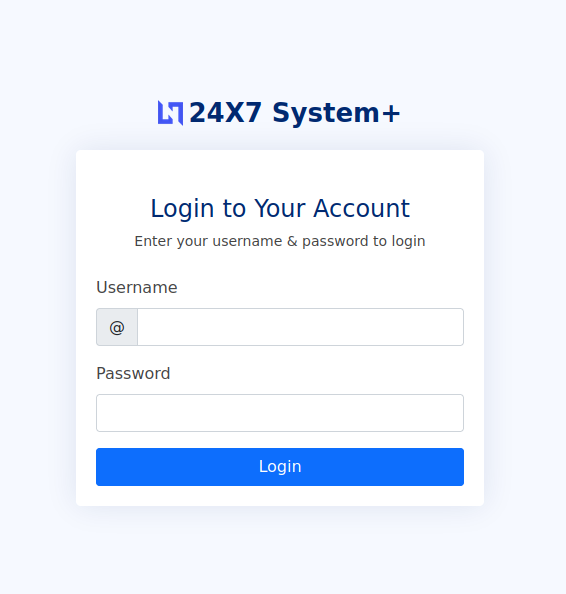 24X7 System+
Login to Your Account
Enter your username & password to login
Username
@
Password
Login